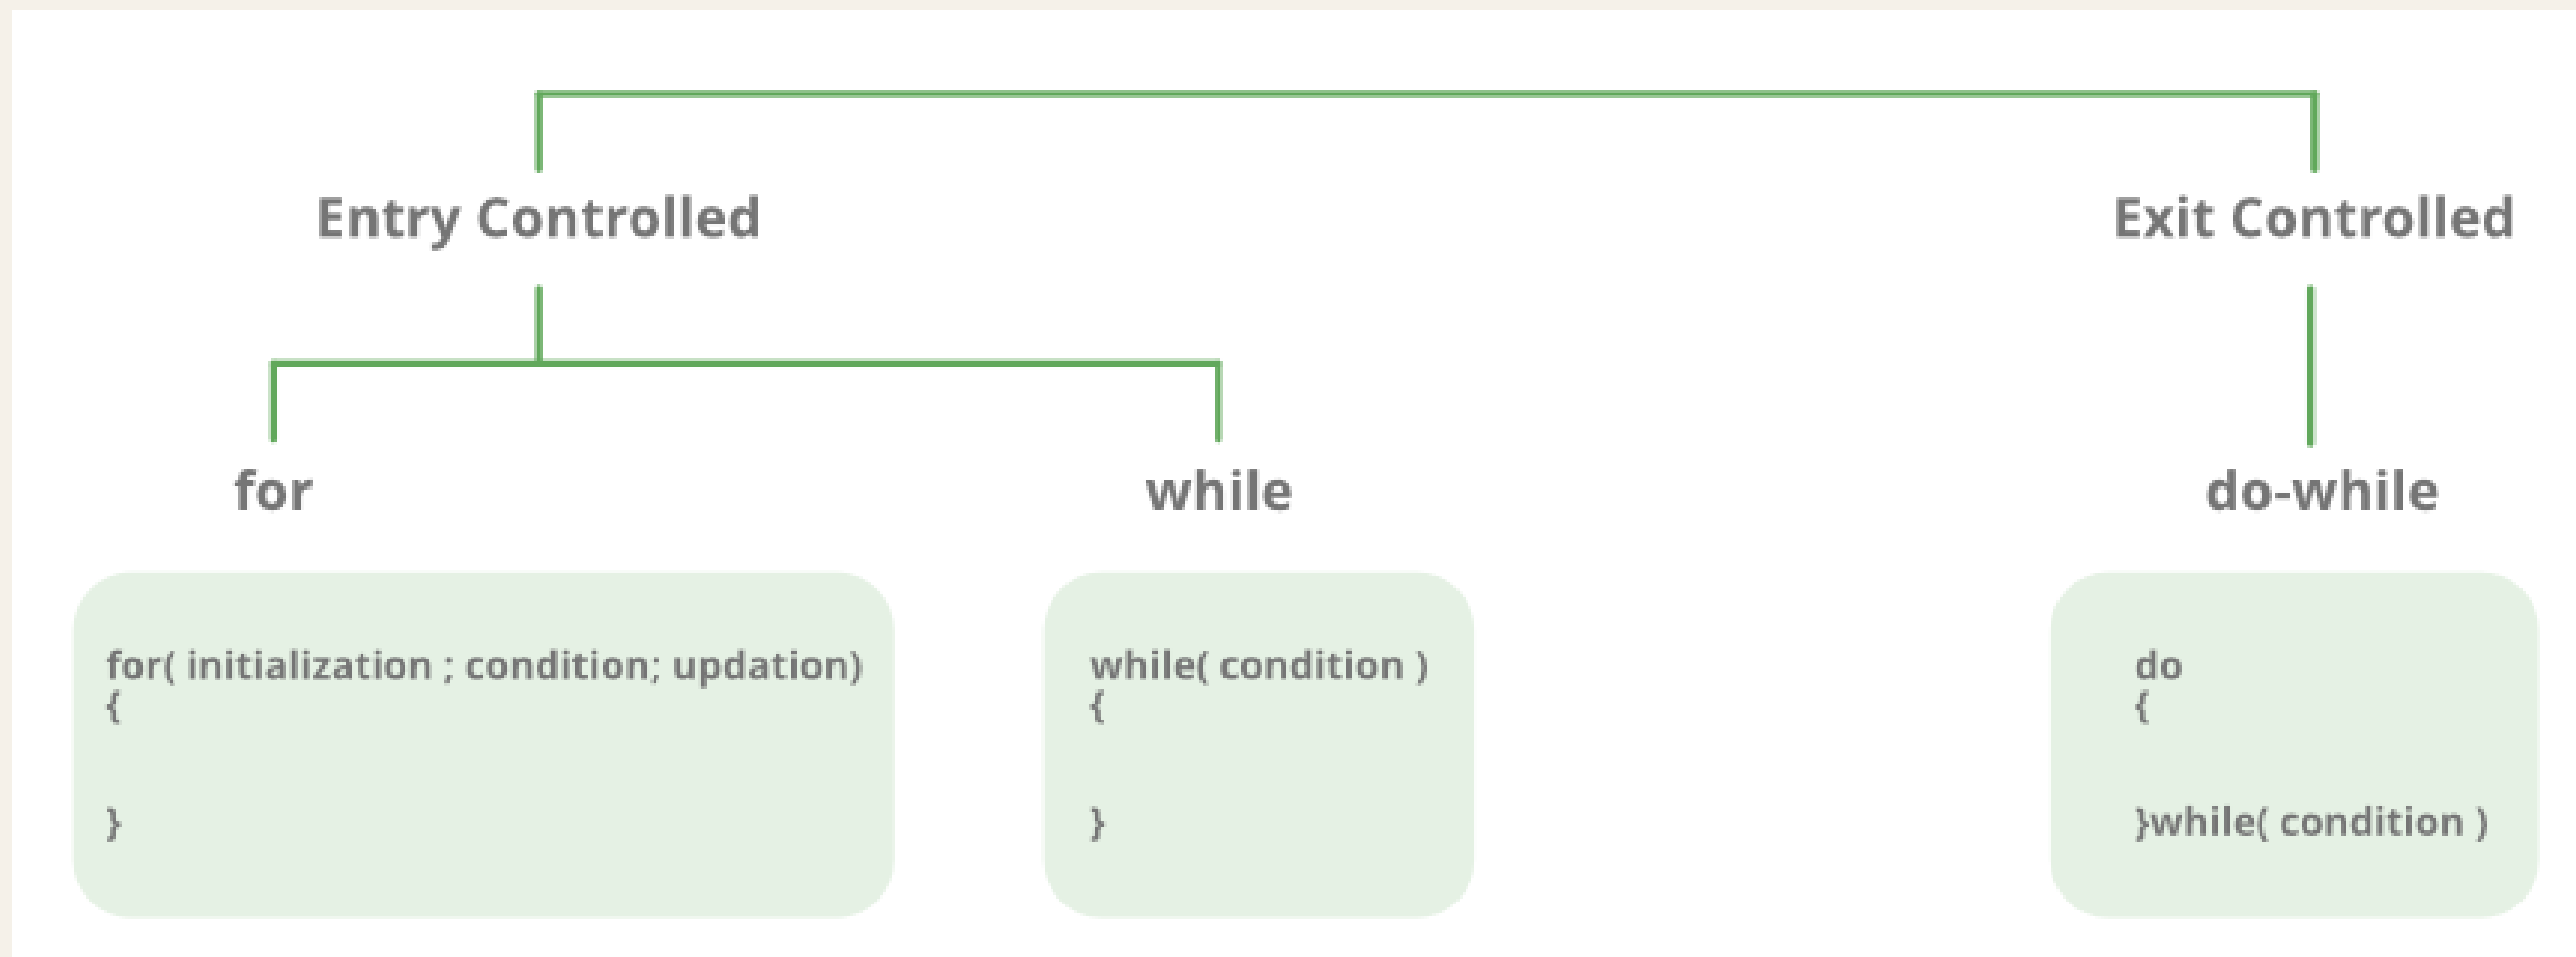 Entry Controlled
Exit Controlled
for
while
do-while
for( initialization ; condition; updation)
{
}
while( condition )
{
}
do
{
}while( condition )